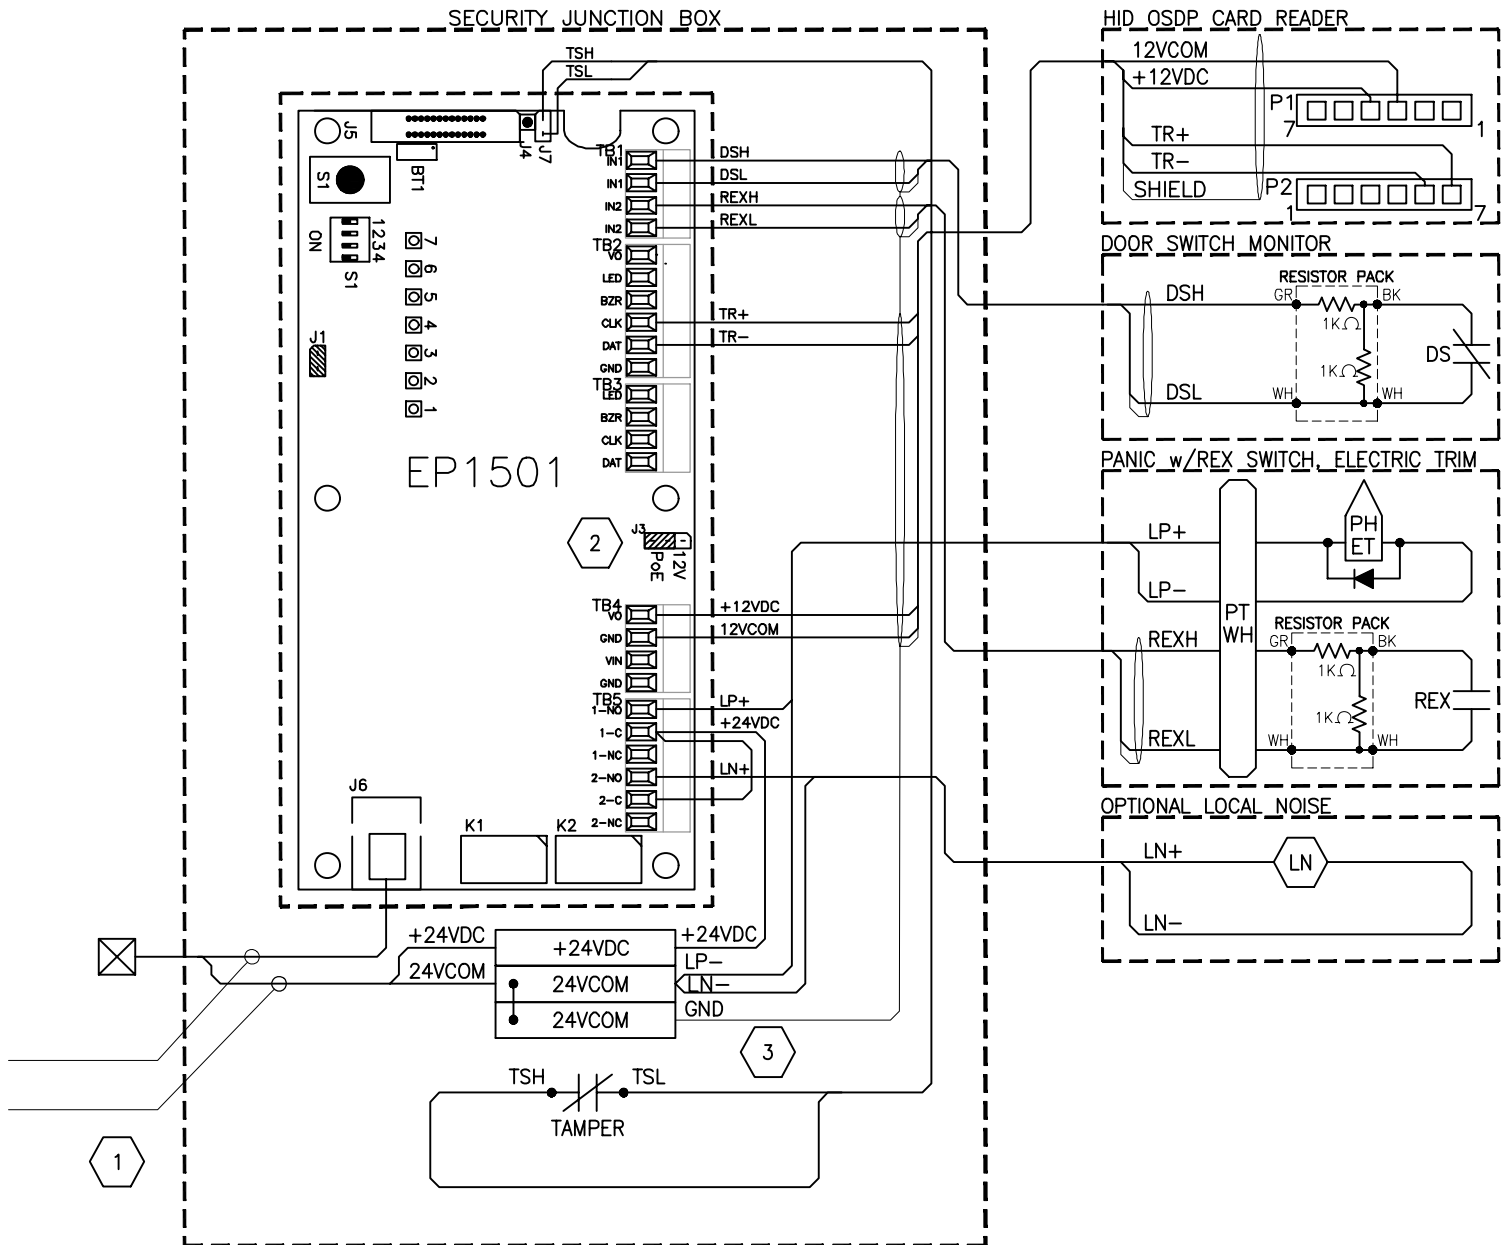 SECURITY JUNCTION BOX
TSH
TSL
J5
J4
J7
BT1
S1
1234
ON
S1
7
6
5
4
3
2
1
J1
EP1501
2
J3
12V
PoE
TB1
IN1
IN1
IN2
IN2
DSH
DSL
REXH
REXL
TB2
VO
LED
BZR
CLK
DAT
GND
TR+
TR-
TB3
LED
BZR
CLK
DAT
TB4
VO
GND
VIN
GND
+12VDC
12VCOM
TB5
1-NO
1-C
1-NC
2-NO
2-C
2-NC
LP+
+24VDC
LN+
J6
K1
K2
+24VDC
24VCOM
+24VDC
24VCOM
24VCOM
+24VDC
LP-
LN-
GND
3
TSH
TSL
TAMPER
1
HID OSDP CARD READER
12VCOM
+12VDC
P1
7
1
TR+
TR-
SHIELD
P2
1
7
DOOR SWITCH MONITOR
RESISTOR PACK
DSH
GR
BK
1KΩ
1KΩ
DS
DSL
WH
WH
PANIC w/REX SWITCH, ELECTRIC TRIM
LP+
PH
ET
LP-
PT
WH
RESISTOR PACK
REXH
GR
BK
1KΩ
1KΩ
REX
REXL
WH
WH
OPTIONAL LOCAL NOISE
LN+
LN
LN-